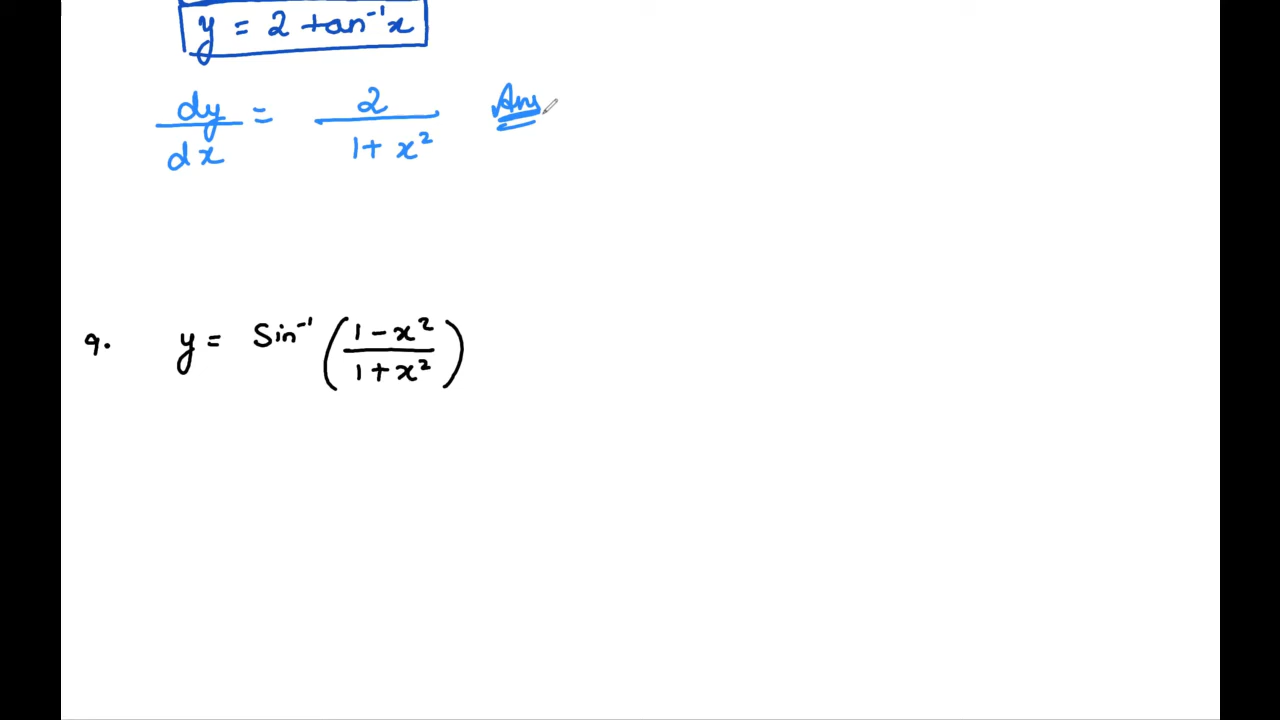 y = 2 tan⁻¹x
dy/dx = 2/(1 + x²) Ans
9. y = Sin⁻¹((1 - x²)/(1 + x²))